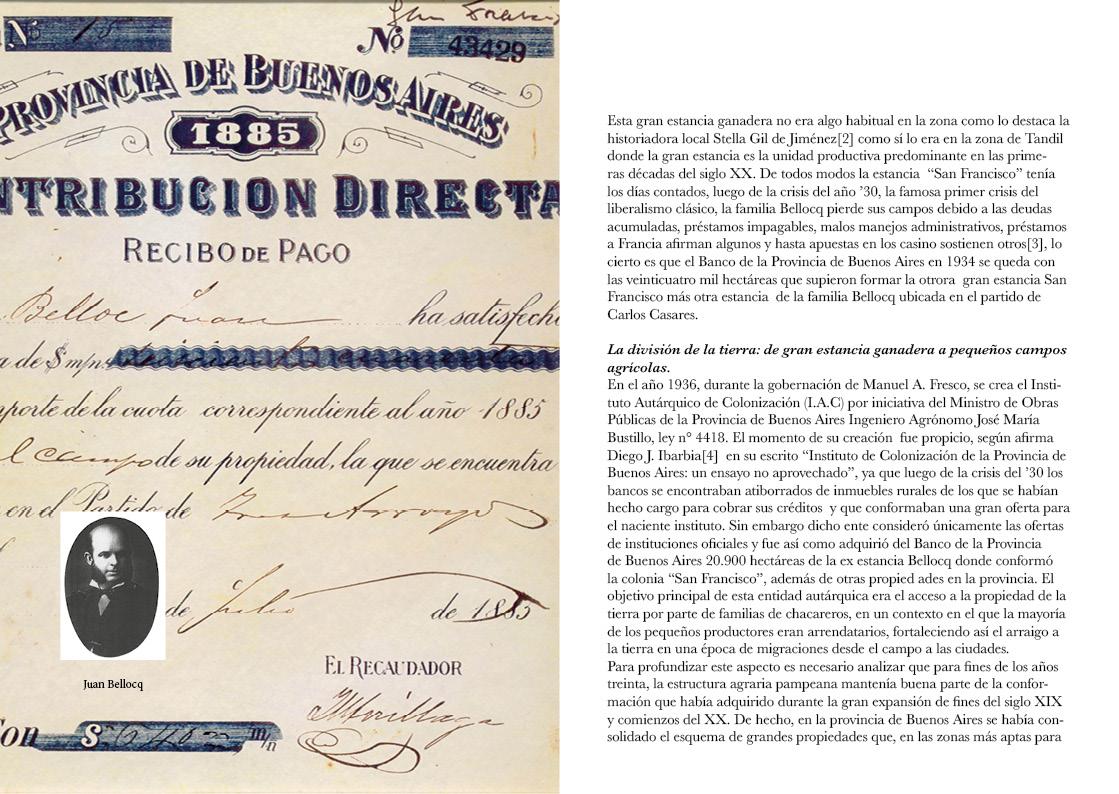 Nº 15
Nº 43429
PROVINCIA DE BUENOS AIRES
1885
NTRIBUCION DIRECTA
RECIBO DE PAGO
Belloc Juan ha satisfecho
a de $ m/n.
mporte de la cuota correspondiente al año 1885
l campo de su propiedad, la que se encuentra
en el Partido de Tres Arroyos
de Julio de 1885
EL RECAUDADOR
Juan Bellocq
Son $ m/n
Esta gran estancia ganadera no era algo habitual en la zona como lo destaca la
historiadora local Stella Gil de Jiménez[2] como sí lo era en la zona de Tandil
donde la gran estancia es la unidad productiva predominante en las prime-
ras décadas del siglo XX. De todos modos la estancia  “San Francisco” tenía
los días contados, luego de la crisis del año ’30, la famosa primer crisis del
liberalismo clásico, la familia Bellocq pierde sus campos debido a las deudas
acumuladas, préstamos impagables, malos manejos administrativos, préstamos
a Francia afirman algunos y hasta apuestas en los casino sostienen otros[3], lo
cierto es que el Banco de la Provincia de Buenos Aires en 1934 se queda con
las veinticuatro mil hectáreas que supieron formar la otrora  gran estancia San
Francisco más otra estancia  de la familia Bellocq ubicada en el partido de
Carlos Casares.
La división de la tierra: de gran estancia ganadera a pequeños campos
agrícolas.
En el año 1936, durante la gobernación de Manuel A. Fresco, se crea el Insti-
tuto Autárquico de Colonización (I.A.C) por iniciativa del Ministro de Obras
Públicas de la Provincia de Buenos Aires Ingeniero Agrónomo José María
Bustillo, ley n° 4418. El momento de su creación  fue propicio, según afirma
Diego J. Ibarbia[4]  en su escrito “Instituto de Colonización de la Provincia de
Buenos Aires: un ensayo no aprovechado”, ya que luego de la crisis del ’30 los
bancos se encontraban atiborrados de inmuebles rurales de los que se habían
hecho cargo para cobrar sus créditos  y que conformaban una gran oferta para
el naciente instituto. Sin embargo dicho ente consideró únicamente las ofertas
de instituciones oficiales y fue así como adquirió del Banco de la Provincia
de Buenos Aires 20.900 hectáreas de la ex estancia Bellocq donde conformó
la colonia “San Francisco”, además de otras propied ades en la provincia. El
objetivo principal de esta entidad autárquica era el acceso a la propiedad de la
tierra por parte de familias de chacareros, en un contexto en el que la mayoría
de los pequeños productores eran arrendatarios, fortaleciendo así el arraigo a
la tierra en una época de migraciones desde el campo a las ciudades.
Para profundizar este aspecto es necesario analizar que para fines de los años
treinta, la estructura agraria pampeana mantenía buena parte de la confor-
mación que había adquirido durante la gran expansión de fines del siglo XIX
y comienzos del XX. De hecho, en la provincia de Buenos Aires se había con-
solidado el esquema de grandes propiedades que, en las zonas más aptas para